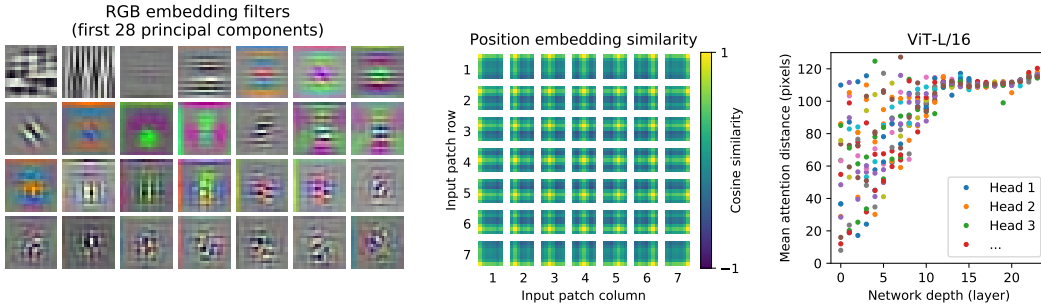 RGB embedding filters
(first 28 principal components)
Position embedding similarity
Input patch row
1
2
3
4
5
6
7
1 2 3 4 5 6 7
Input patch column
1
−1
Cosine similarity
ViT-L/16
Mean attention distance (pixels)
120
100
80
60
40
20
0
0 5 10 15 20
Network depth (layer)
Head 1
Head 2
Head 3
...